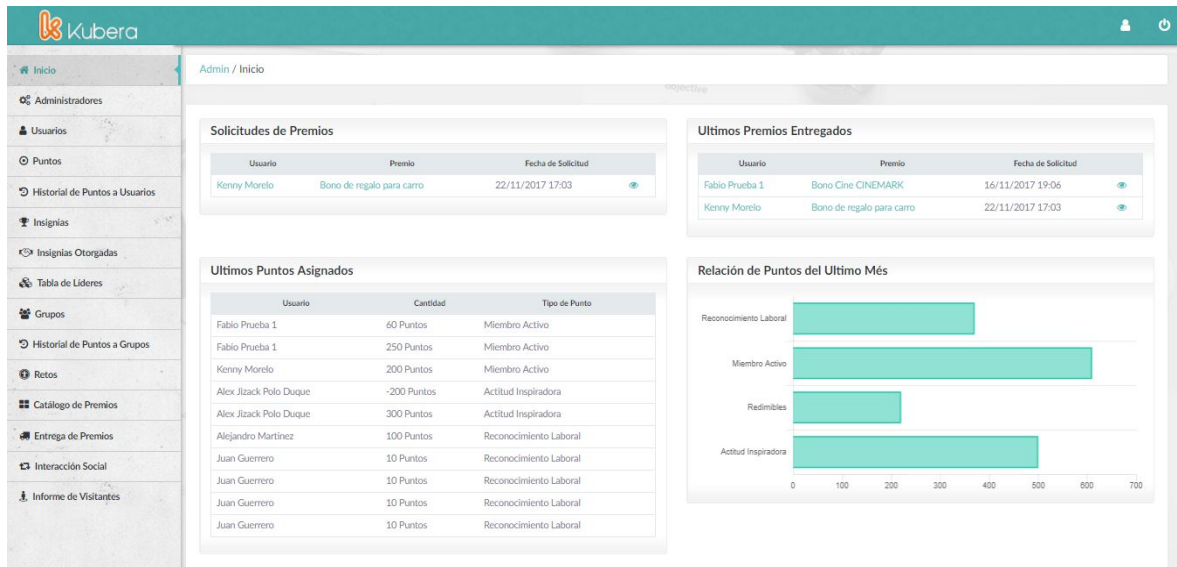 Kubera
Inicio
Administradores
Usuarios
Puntos
Historial de Puntos a Usuarios
Insignias
Insignias Otorgadas
Tabla de Líderes
Grupos
Historial de Puntos a Grupos
Retos
Catálogo de Premios
Entrega de Premios
Interacción Social
Informe de Visitantes
Admin / Inicio
objective
Solicitudes de Premios
Usuario Premio Fecha de Solicitud
Kenny Morelo Bono de regalo para carro 22/11/2017 17:03
Ultimos Premios Entregados
Usuario Premio Fecha de Solicitud
Fabio Prueba 1 Bono Cine CINEMARK 16/11/2017 19:06
Kenny Morelo Bono de regalo para carro 22/11/2017 17:03
Ultimos Puntos Asignados
Usuario Cantidad Tipo de Punto
Fabio Prueba 1 60 Puntos Miembro Activo
Fabio Prueba 1 250 Puntos Miembro Activo
Kenny Morelo 200 Puntos Miembro Activo
Alex Jizack Polo Duque -200 Puntos Actitud Inspiradora
Alex Jizack Polo Duque 300 Puntos Actitud Inspiradora
Alejandro Martinez 100 Puntos Reconocimiento Laboral
Juan Guerrero 10 Puntos Reconocimiento Laboral
Juan Guerrero 10 Puntos Reconocimiento Laboral
Juan Guerrero 10 Puntos Reconocimiento Laboral
Juan Guerrero 10 Puntos Reconocimiento Laboral
Relación de Puntos del Ultimo Més
Reconocimiento Laboral
Miembro Activo
Redimibles
Actitud Inspiradora
0 100 200 300 400 500 600 700